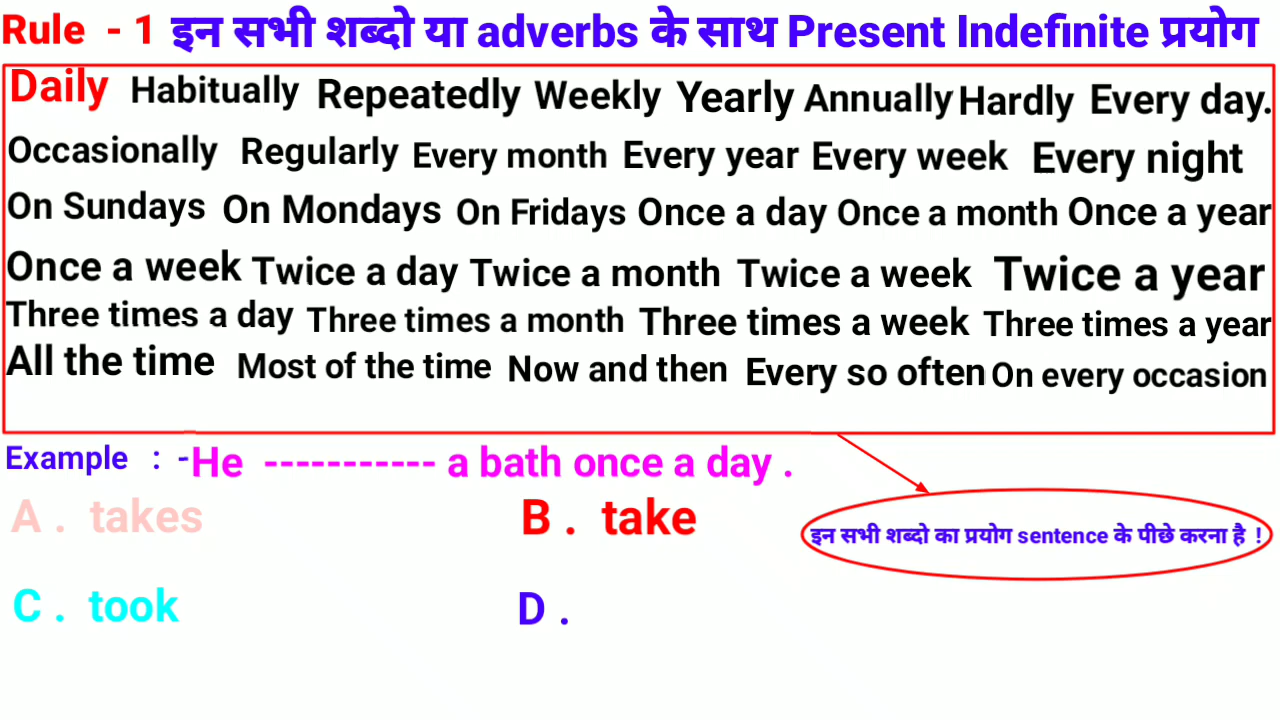 Rule - 1 इन सभी शब्दो या adverbs के साथ Present Indefinite प्रयोग
Daily Habitually Repeatedly Weekly Yearly Annually Hardly Every day.
Occasionally Regularly Every month Every year Every week Every night
On Sundays On Mondays On Fridays Once a day Once a month Once a year
Once a week Twice a day Twice a month Twice a week Twice a year
Three times a day Three times a month Three times a week Three times a year
All the time Most of the time Now and then Every so often On every occasion
Example : -He ----------- a bath once a day .
A . takes B . take
इन सभी शब्दो का प्रयोग sentence के पीछे करना है !
C . took D .